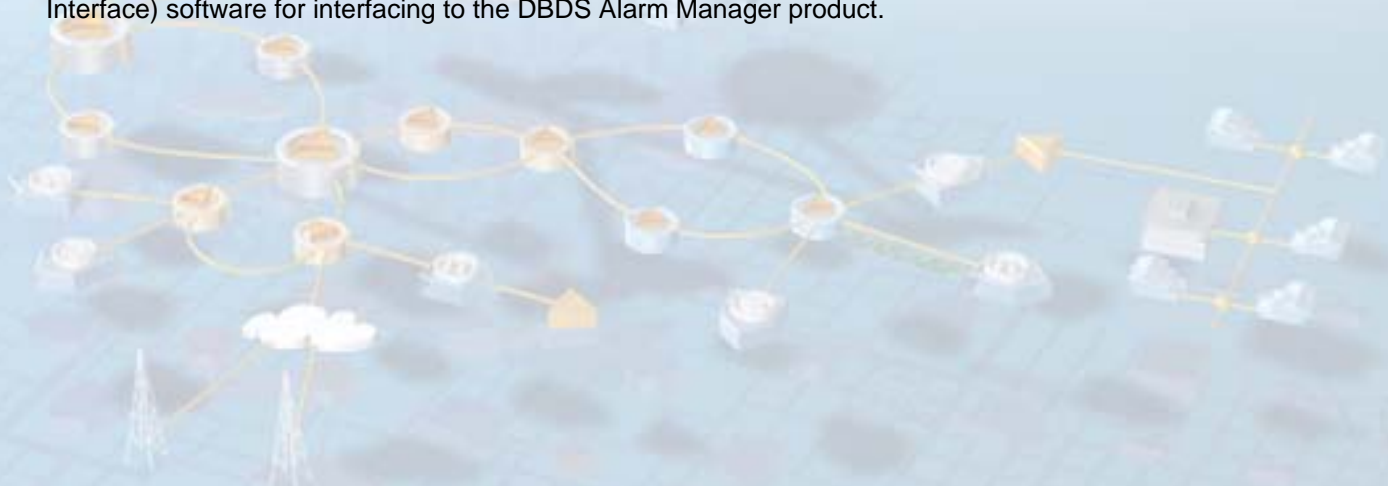 Interface) software for interfacing to the DBDS Alarm Manager product.